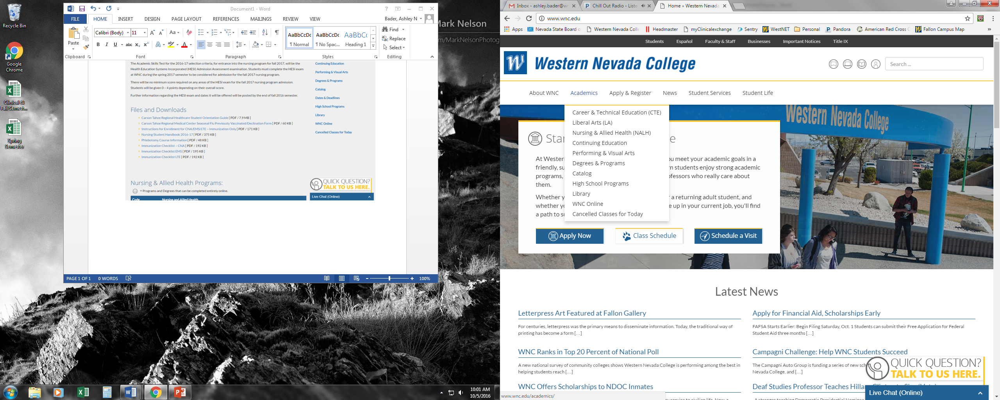 Recycle Bin
Google
Chrome
Clinical &
Fall Semest...
Spring
Semester
Document1 - Word
FILE HOME INSERT DESIGN PAGE LAYOUT REFERENCES MAILINGS REVIEW VIEW
Bader, Ashley N
Paste
Calibri (Body) 11
AaBbCcDc AaBbCcDc AaBbCc
¶ Normal ¶ No Spac... Heading 1
Find
Replace
Select
Clipboard Font Paragraph Styles Editing
The Academic Skills Test for the 2016-17 selection criteria, for entrance into the nursing program for fall 2017, will be the
Health Education Systems Incorporated (HESI) Admission Assessment examination. Students must complete the HESI exam
at WNC during the spring 2017 semester to be considered for admission for the fall 2017 nursing program.
There will be no minimum score required on any areas of the HESI exam for the fall 2017 nursing program admission.
Students will be given 0 – 4 points depending on their overall score.
Further information regarding the HESI exam and dates it will be offered will be posted by the end of fall 2016 semester.
Files and Downloads
Carson Tahoe Regional Healthcare Student Orientation Guide [ PDF / 7.9 MB ]
Carson Tahoe Regional Medical Center Seasonal Flu Previously Vaccinated/Declination Form [ PDF / 60 KB ]
Instructions for Enrollment for CNA/EMS/LTE – Immunization Only [ PDF / 171 KB ]
Nursing Student Handbook 2016-17 [ PDF / 375 KB ]
Phlebotomy Course Information [ PDF / 48 KB ]
Immunization Checklist – CNA [ PDF / 192 KB ]
Immunization Checklist EMS [ PDF / 195 KB ]
Immunization Checklist LTE [ PDF / 192 KB ]
Continuing Education
Performing & Visual Arts
Degrees & Programs
Catalog
Dates & Deadlines
High School Programs
Library
WNC Online
Cancelled Classes for Today
Nursing & Allied Health Programs:
= Programs and Degrees that can be completed entirely online.
Code Nursing and Allied Health
QUICK QUESTION?
TALK TO US HERE.
Live Chat (Online)
PAGE 1 OF 1 0 WORDS 100%
Mark Nelson
m/MarkNelsonPhotog
10:01 AM
10/5/2016
Inbox - ashley.bader@w
Chill Out Radio - Liste
Home » Western Nevada
www.wnc.edu
Apps NSBN Nevada State Board o Western Nevada Colle Headmaster myClinicalexchange Sentry WestNET Personal Pandora American Red Cross C Fallon Campus Map »
Students Español Faculty & Staff Businesses Important Notices Title IX
W Western Nevada College
Search ...
About WNC Academics Apply & Register News Student Services Student Life
Career & Technical Education (CTE)
Liberal Arts (LA)
Nursing & Allied Health (NALH)
Continuing Education
Performing & Visual Arts
Degrees & Programs
Catalog
High School Programs
Library
WNC Online
Cancelled Classes for Today
Western Nevada College
Star e
At Wester u meet your academic goals in a
friendly, su rn students enjoy strong academic
programs, ofessors who really care about
them.
Whether y r a returning adult student, and
whether yo e up in your current job, you'll find
a path to su
Apply Now
Class Schedule
Schedule a Visit
Latest News
Letterpress Art Featured at Fallon Gallery
For centuries, letterpress was the primary means to disseminate information. Today, the traditional way of
printing has become a form […]
Apply for Financial Aid, Scholarships Early
FAFSA Starts Earlier: Begin Filing Saturday, Oct. 1 Students can submit their Free Application for Federal
Student Aid three months […]
WNC Ranks in Top 20 Percent of National Poll
A new national survey of community colleges shows Western Nevada College is performing among the best in
helping students reach […]
Campagni Challenge: Help WNC Students Succeed
The Campagni Auto Group is funding a series of new sch
Nevada College, and […]
WNC Offers Scholarships to NDOC Inmates
Deaf Studies Professor Teaches Hillar
QUICK QUESTION?
TALK TO US HERE.
Live Chat (Online)
www.wnc.edu/academics/